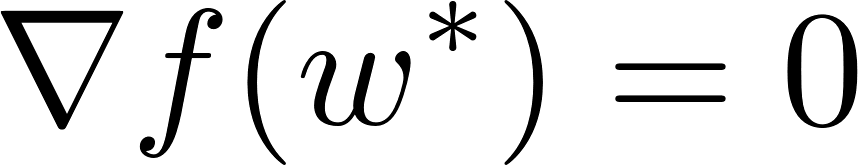 ∇f(w*) = 0